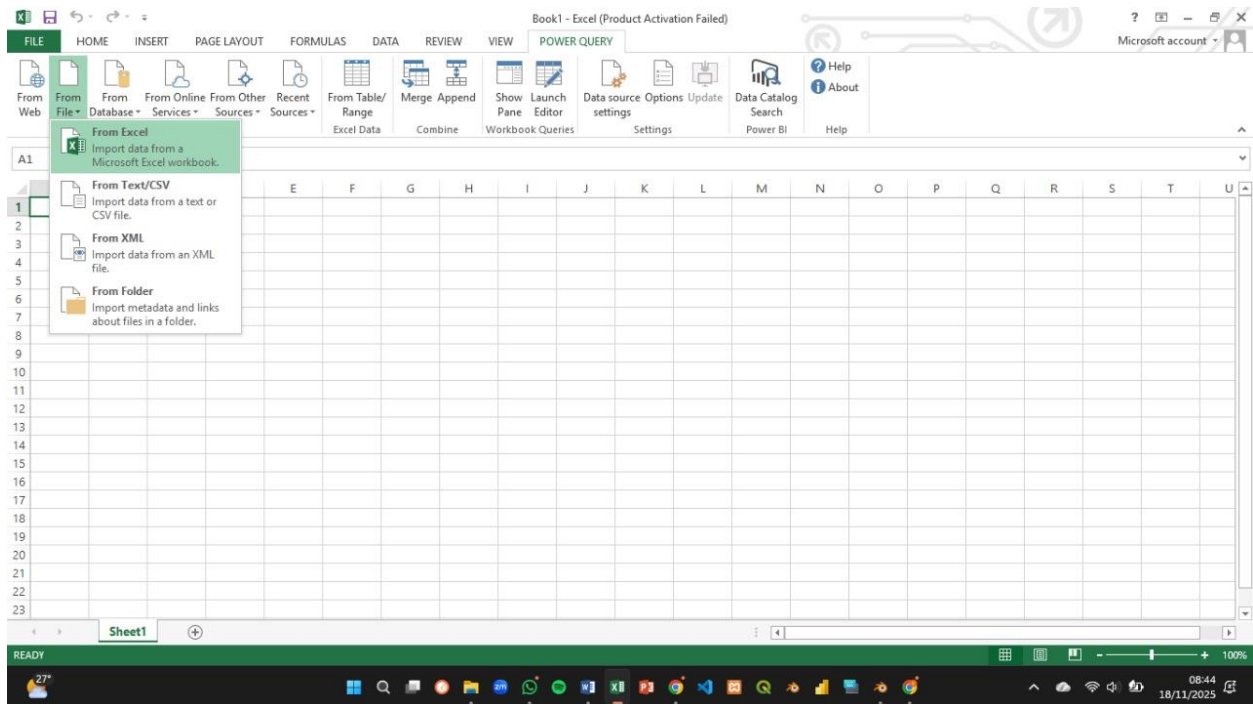 Book1 - Excel (Product Activation Failed)
?
FILE HOME INSERT PAGE LAYOUT FORMULAS DATA REVIEW VIEW POWER QUERY
Microsoft account
From Web
From File
From Database
From Online Services
From Other Sources
Recent Sources
From Table/ Range
Merge Append
Show Pane
Launch Editor
Data source settings
Options Update
Data Catalog Search
Help
About
Excel Data Combine Workbook Queries Settings Power BI Help
A1
From Excel
Import data from a
Microsoft Excel workbook.
From Text/CSV
Import data from a text or
CSV file.
From XML
Import data from an XML
file.
From Folder
Import metadata and links
about files in a folder.
E F G H I J K L M N O P Q R S T U
1
2
3
4
5
6
7
8
9
10
11
12
13
14
15
16
17
18
19
20
21
22
23
Sheet1
READY
100%
27°
zm
08:44
18/11/2025